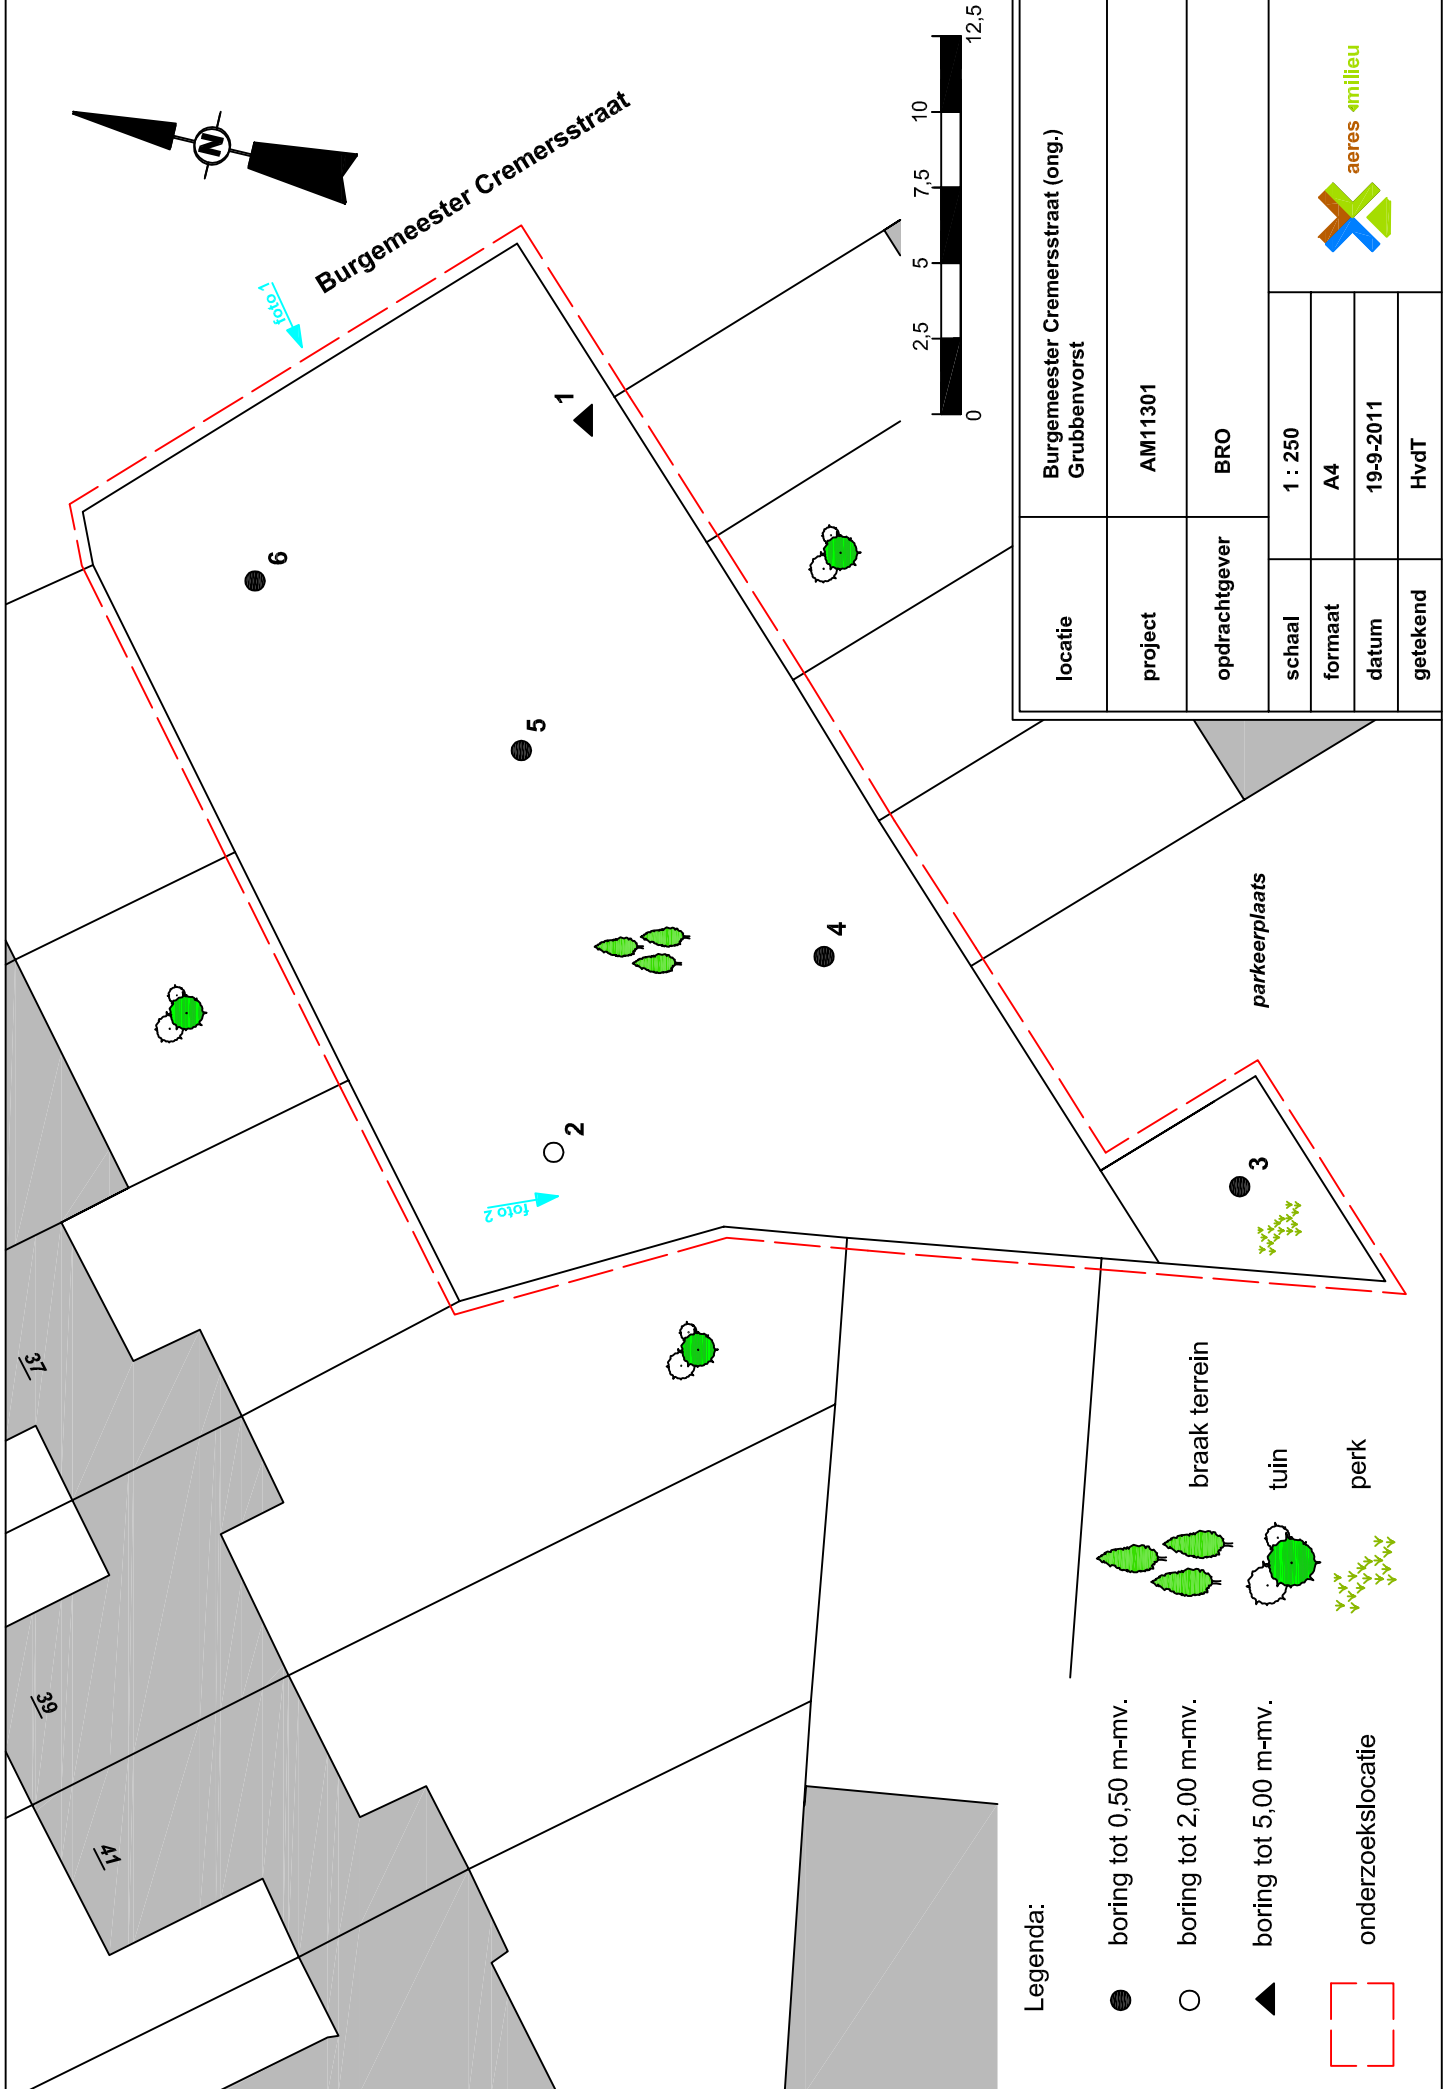 37
39
41
foto 2
2
foto 1
Burgemeester Cremersstraat
N
6
5
1
4
3
parkeerplaats
0
2,5
5
7,5
10
12,5
Legenda:
boring tot 0,50 m-mv.
boring tot 2,00 m-mv.
boring tot 5,00 m-mv.
onderzoekslocatie
braak terrein
tuin
perk
locatie
Burgemeester Cremersstraat (ong.)
Grubbenvorst
project
AM11301
opdrachtgever
BRO
schaal
1 : 250
formaat
A4
datum
19-9-2011
getekend
HvdT
aeres milieu